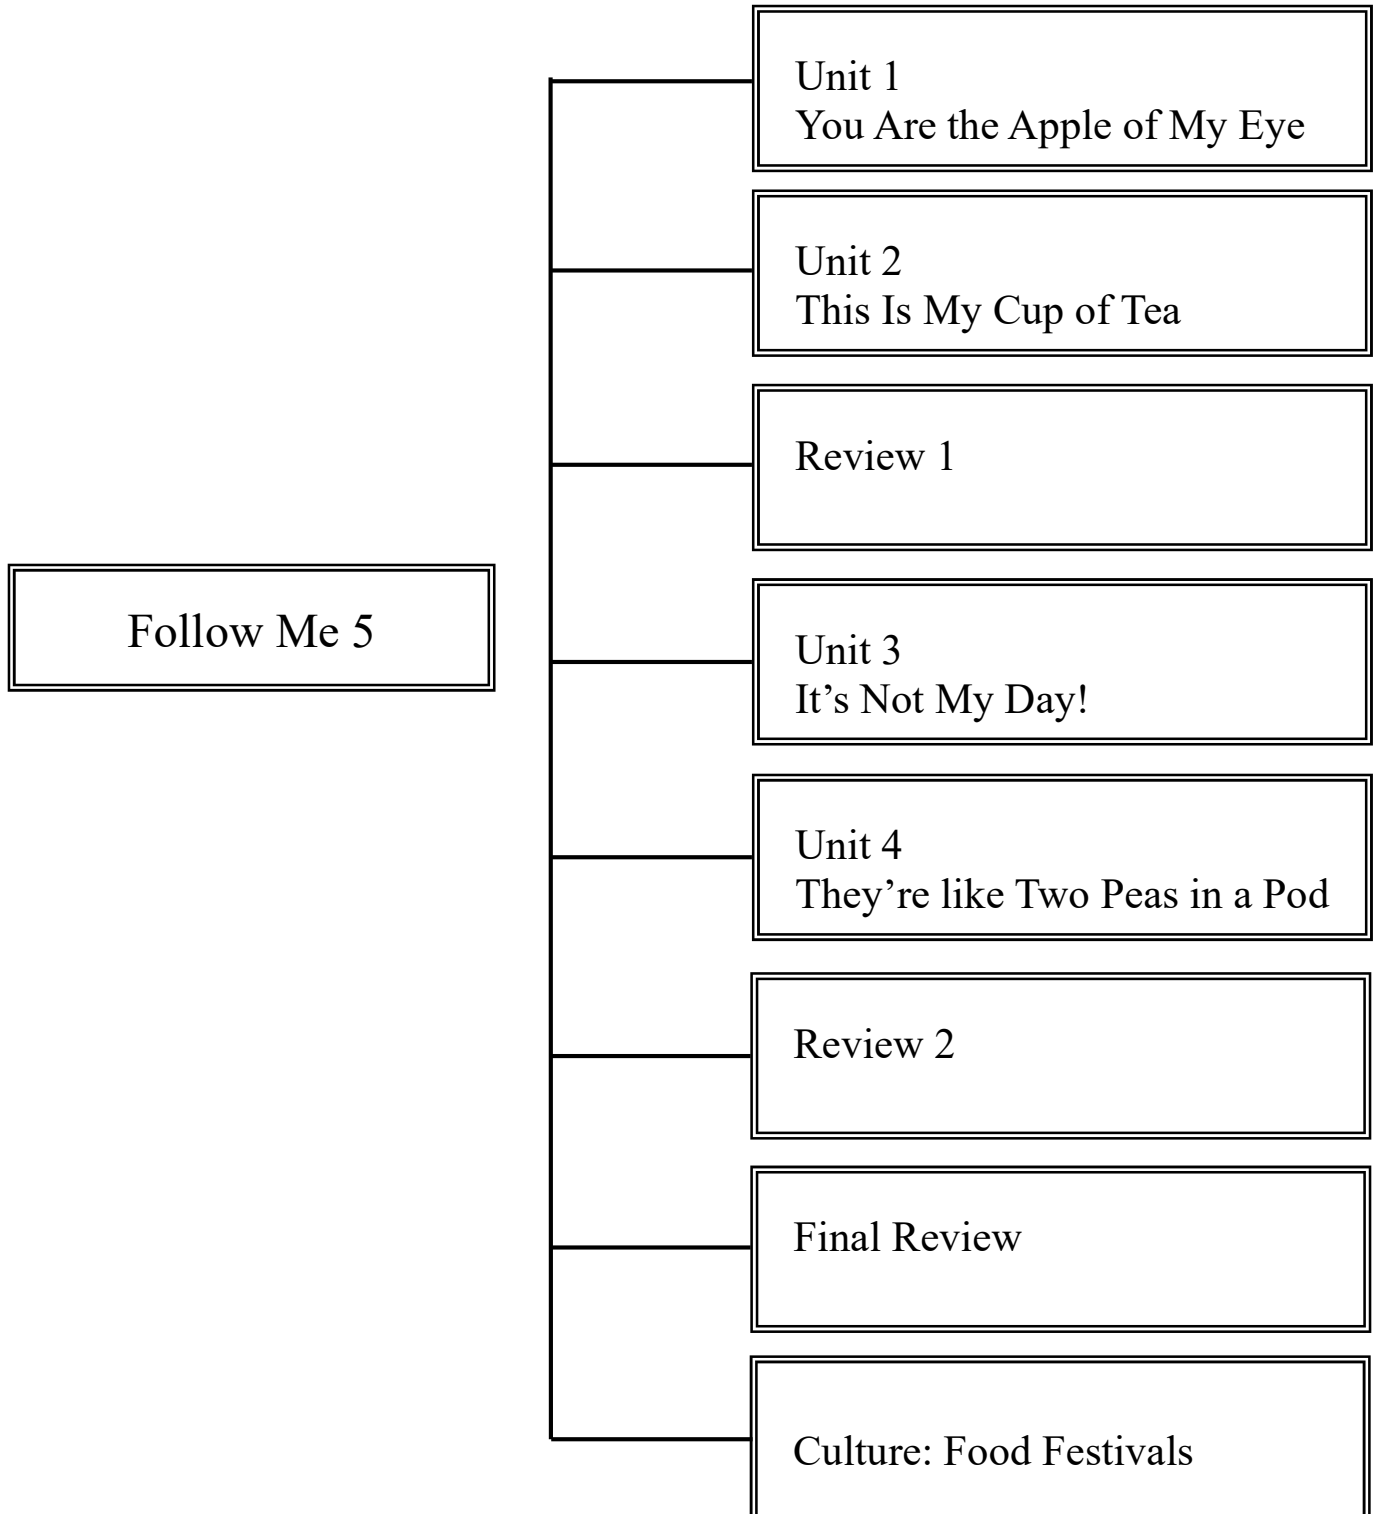 Follow Me 5
Unit 1
You Are the Apple of My Eye
Unit 2
This Is My Cup of Tea
Review 1
Unit 3
It’s Not My Day!
Unit 4
They’re like Two Peas in a Pod
Review 2
Final Review
Culture: Food Festivals